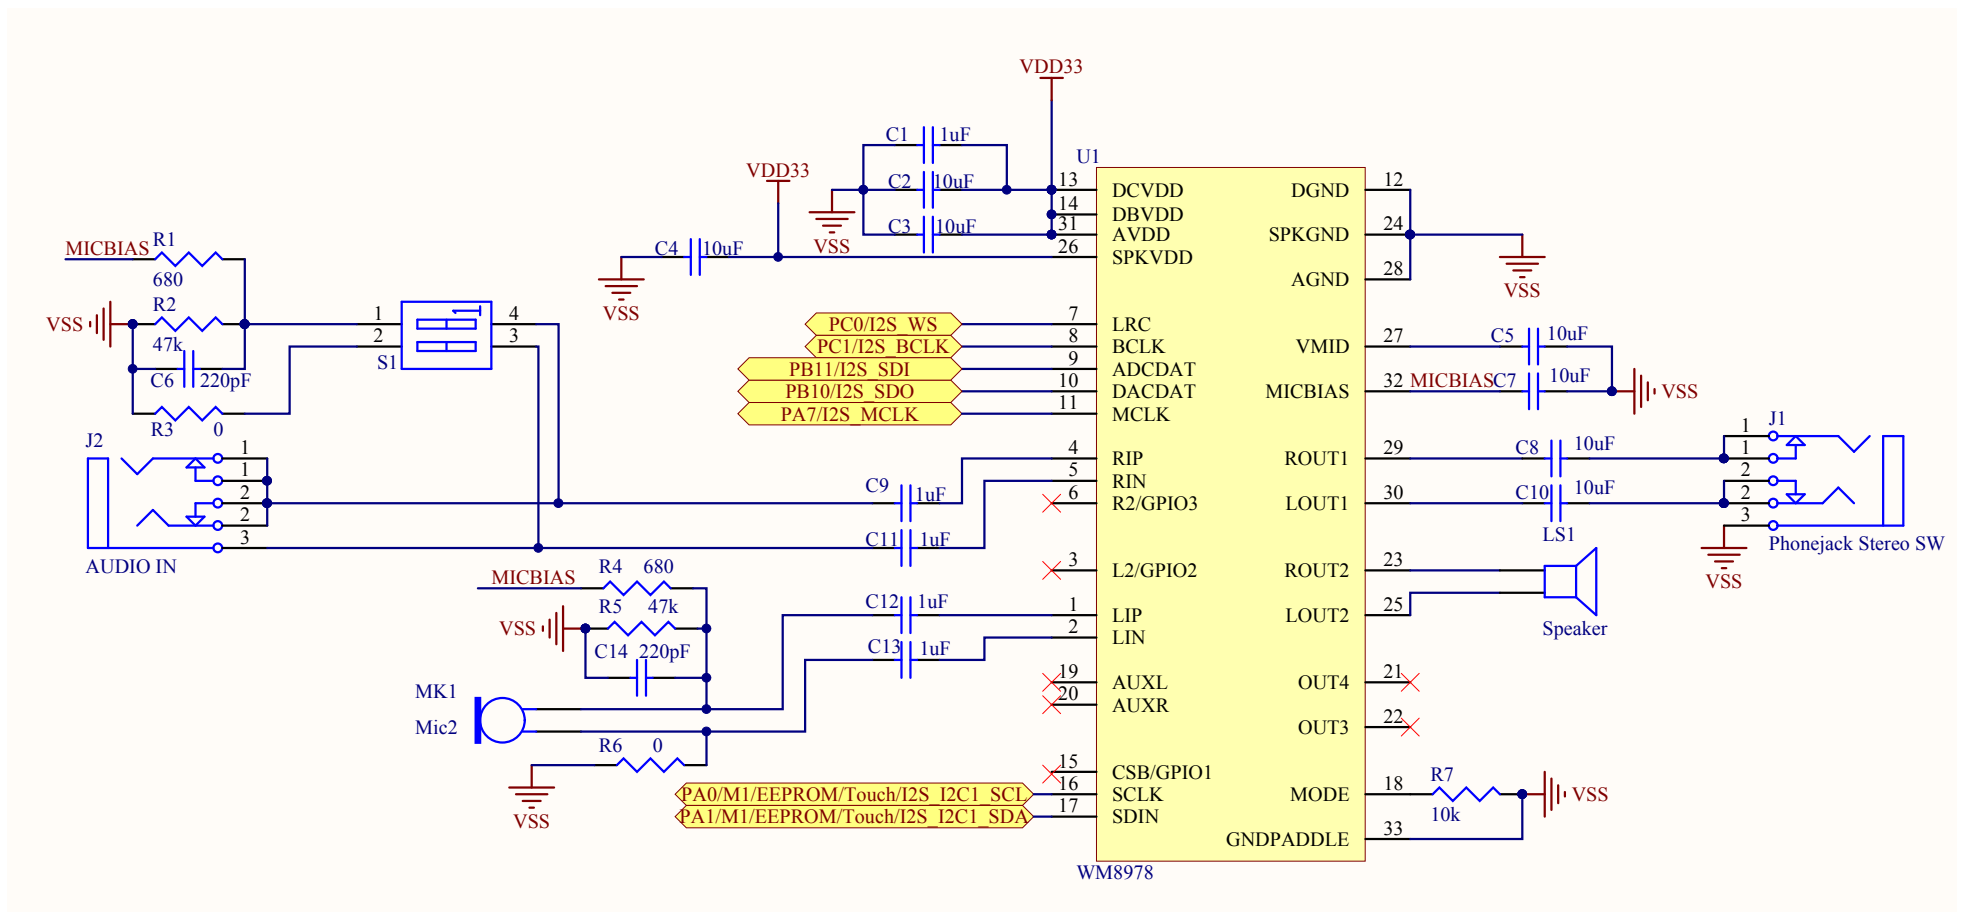 VDD33
C1 1uF
U1
VDD33
C2 10uF
13 DCVDD
DGND 12
14 DBVDD
C3 10uF
31 AVDD
SPKGND 24
VSS
C4 10uF
26 SPKVDD
AGND 28
VSS
VSS
MICBIAS R1
680
R2
VSS
47k
C6 220pF
R3 0
1 4
2 3
S1
1
PC0/I2S_WS
7 LRC
PC1/I2S_BCLK
8 BCLK
PB11/I2S_SDI
9 ADCDAT
PB10/I2S_SDO
10 DACDAT
PA7/I2S_MCLK
11 MCLK
VMID 27
C5 10uF
MICBIAS 32
MICBIAS C7 10uF
VSS
J2
1
1
2
2
3
AUDIO IN
C9 1uF
4 RIP
5 RIN
6 R2/GPIO3
C11 1uF
ROUT1 29
C8 10uF
LOUT1 30
C10 10uF
J1
1
1
2
2
3
Phonejack Stereo SW
VSS
LS1
3 L2/GPIO2
ROUT2 23
LOUT2 25
Speaker
MICBIAS R4 680
R5 47k
VSS
C14 220pF
C12 1uF
1 LIP
2 LIN
C13 1uF
MK1
Mic2
R6 0
VSS
19 AUXL
20 AUXR
OUT4 21
OUT3 22
15 CSB/GPIO1
PA0/M1/EEPROM/Touch/I2S_I2C1_SCL
16 SCLK
PA1/M1/EEPROM/Touch/I2S_I2C1_SDA
17 SDIN
MODE 18
R7
10k
VSS
GNDPADDLE 33
WM8978